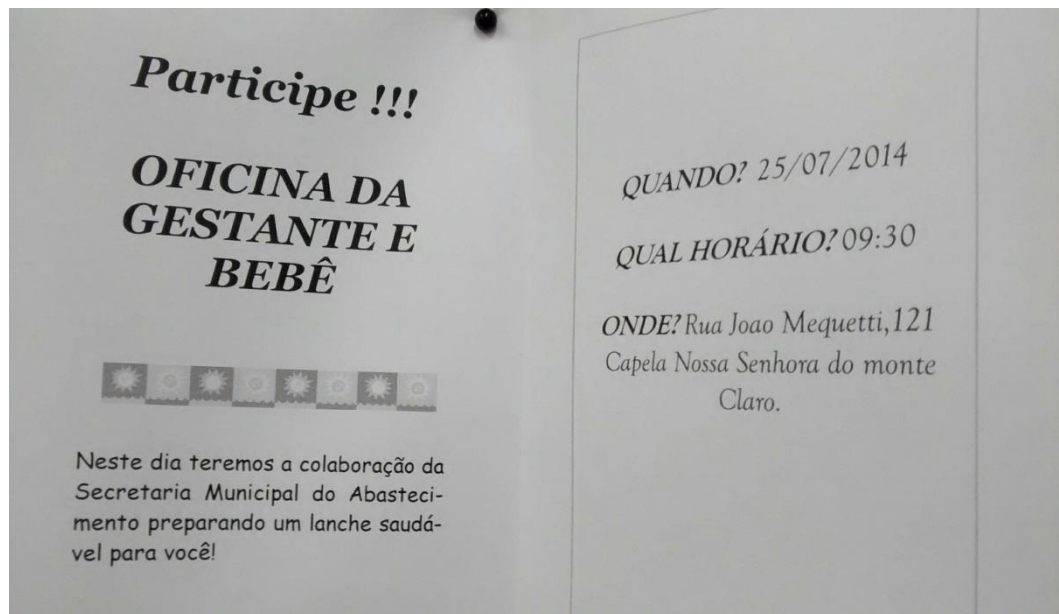 Participe !!!
OFICINA DA
GESTANTE E
BEBÊ
Neste dia teremos a colaboração da
Secretaria Municipal do Abasteci-
mento preparando um lanche saudá-
vel para você!
QUANDO? 25/07/2014
QUAL HORÁRIO? 09:30
ONDE? Rua Joao Mequetti,121
Capela Nossa Senhora do monte
Claro.